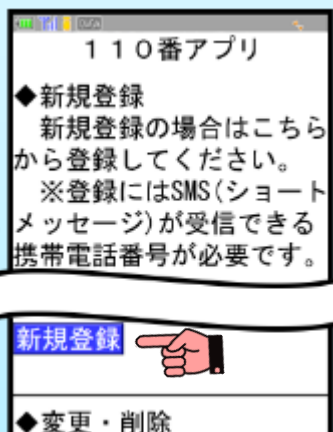 110番アプリ
◆新規登録
新規登録の場合はこちら
から登録してください。
※登録にはSMS(ショート
メッセージ)が受信できる
携帯電話番号が必要です。
新規登録
◆変更・削除